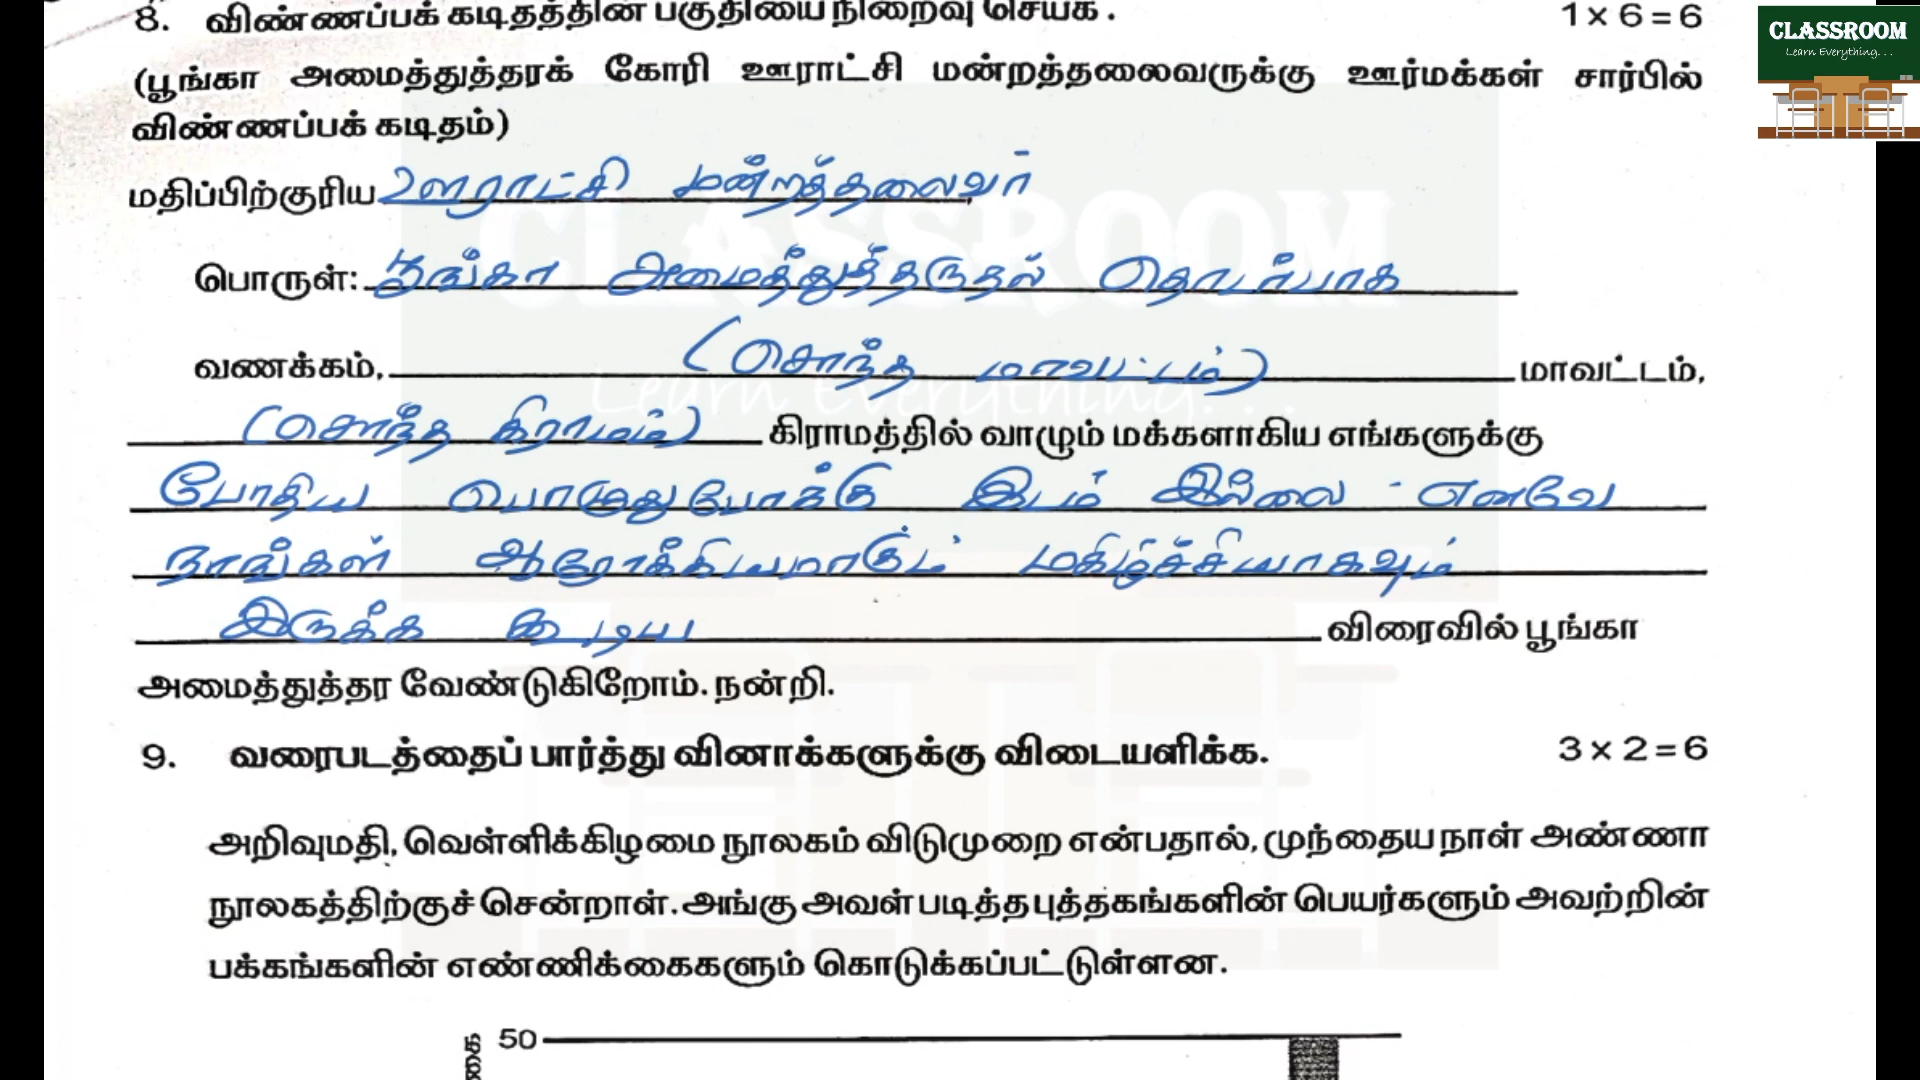 8. விண்ணப்பக் கடிதத்தின் பகுதியை நிறைவு செய்க. 1 x 6 = 6
CLASSROOM
Learn Everything. . .
(பூங்கா அமைத்துத்தரக் கோரி ஊராட்சி மன்றத்தலைவருக்கு ஊர்மக்கள் சார்பில்
விண்ணப்பக் கடிதம்)
மதிப்பிற்குரிய ஊராட்சி மன்றத்தலைவர்
பொருள்: பூங்கா அமைத்துத்தருதல் தொடர்பாக
வணக்கம், (சொந்த மாவட்டம்) மாவட்டம்,
(சொந்த கிராமம்) கிராமத்தில் வாழும் மக்களாகிய எங்களுக்கு
போதிய பொழுதுபோக்கு இடம் இல்லை. எனவே
நாங்கள் ஆரோக்கியமாகும் மகிழ்ச்சியாகவும்
இருக்க கூடிய விரைவில் பூங்கா
அமைத்துத்தர வேண்டுகிறோம். நன்றி.
CLASSROOM
Learn Everything. . .
9. வரைபடத்தைப் பார்த்து வினாக்களுக்கு விடையளிக்க. 3 x 2 = 6
அறிவுமதி, வெள்ளிக்கிழமை நூலகம் விடுமுறை என்பதால், முந்தைய நாள் அண்ணா
நூலகத்திற்குச் சென்றாள். அங்கு அவள் படித்த புத்தகங்களின் பெயர்களும் அவற்றின்
பக்கங்களின் எண்ணிக்கைகளும் கொடுக்கப்பட்டுள்ளன.
50